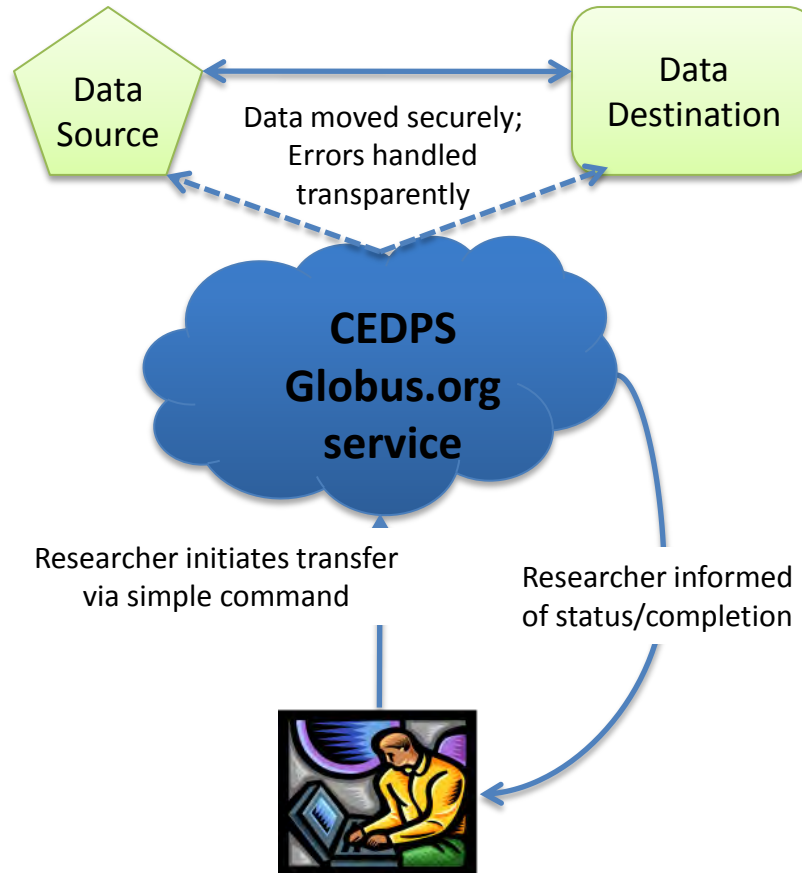 Data
Source
Data
Destination
Data moved securely;
Errors handled
transparently
CEDPS
Globus.org
service
Researcher initiates transfer
via simple command
Researcher informed
of status/completion